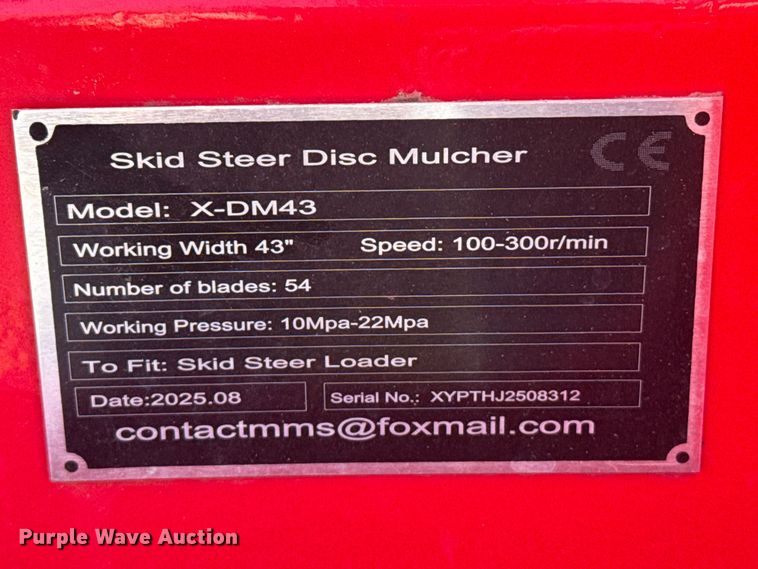 Skid Steer Disc Mulcher CE
Model: X-DM43
Working Width 43" Speed: 100-300r/min
Number of blades: 54
Working Pressure: 10Mpa-22Mpa
To Fit: Skid Steer Loader
Date:2025.08 Serial No.: XYPTHJ2508312
contactmms@foxmail.com
Purple Wave Auction